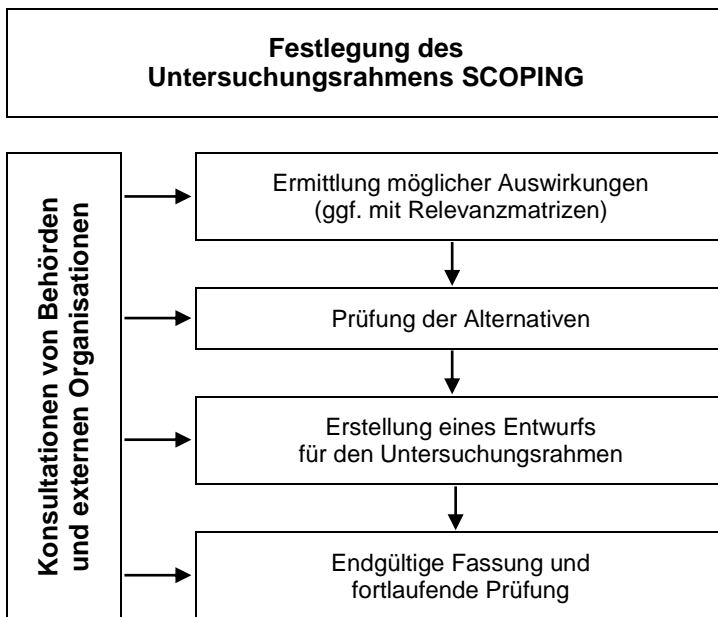 Festlegung des
Untersuchungsrahmens SCOPING
Konsultationen von Behörden
und externen Organisationen
Ermittlung möglicher Auswirkungen
(ggf. mit Relevanzmatrizen)
Prüfung der Alternativen
Erstellung eines Entwurfs
für den Untersuchungsrahmen
Endgültige Fassung und
fortlaufende Prüfung